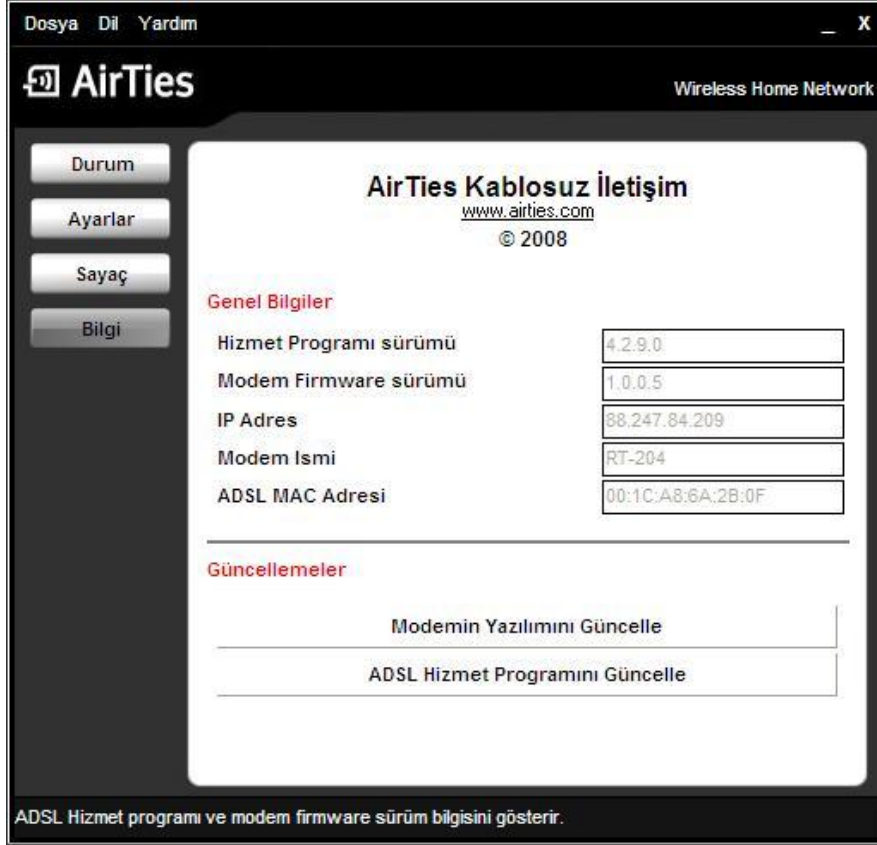 Dosya Dil Yardım _ X
AirTies
Wireless Home Network
Durum
Ayarlar
Sayaç
Bilgi
AirTies Kablosuz İletişim
www.airties.com
© 2008
Genel Bilgiler
Hizmet Programı sürümü 4.2.9.0
Modem Firmware sürümü 1.0.0.5
IP Adres 88.247.84.209
Modem Ismi RT-204
ADSL MAC Adresi 00:1C:A8:6A:2B:0F
Güncellemeler
Modemin Yazılımını Güncelle
ADSL Hizmet Programını Güncelle
ADSL Hizmet programı ve modem firmware sürüm bilgisini gösterir.